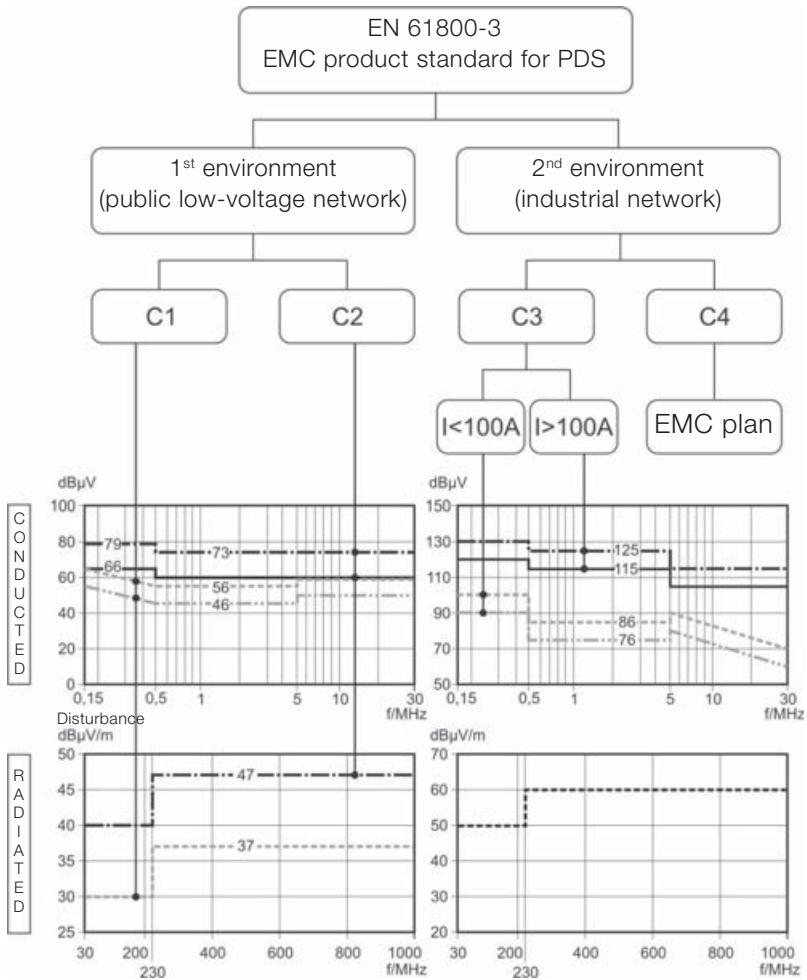 EN 61800-3
EMC product standard for PDS
1st environment
(public low-voltage network)
2nd environment
(industrial network)
C1
C2
C3
C4
I<100A
I>100A
EMC plan
CONDUCTED
dBµV
100
80
60
40
20
0
79
73
66
56
46
0,15
0,5
1
5
10
30
f/MHz
dBµV
150
130
110
90
70
50
125
115
86
76
0,15
0,5
1
5
10
30
f/MHz
Disturbance
RADIATED
dBµV/m
50
45
40
35
30
25
47
37
30
200
230
400
600
800
1000
f/MHz
dBµV/m
70
60
50
40
30
20
30
200
230
400
600
800
1000
f/MHz